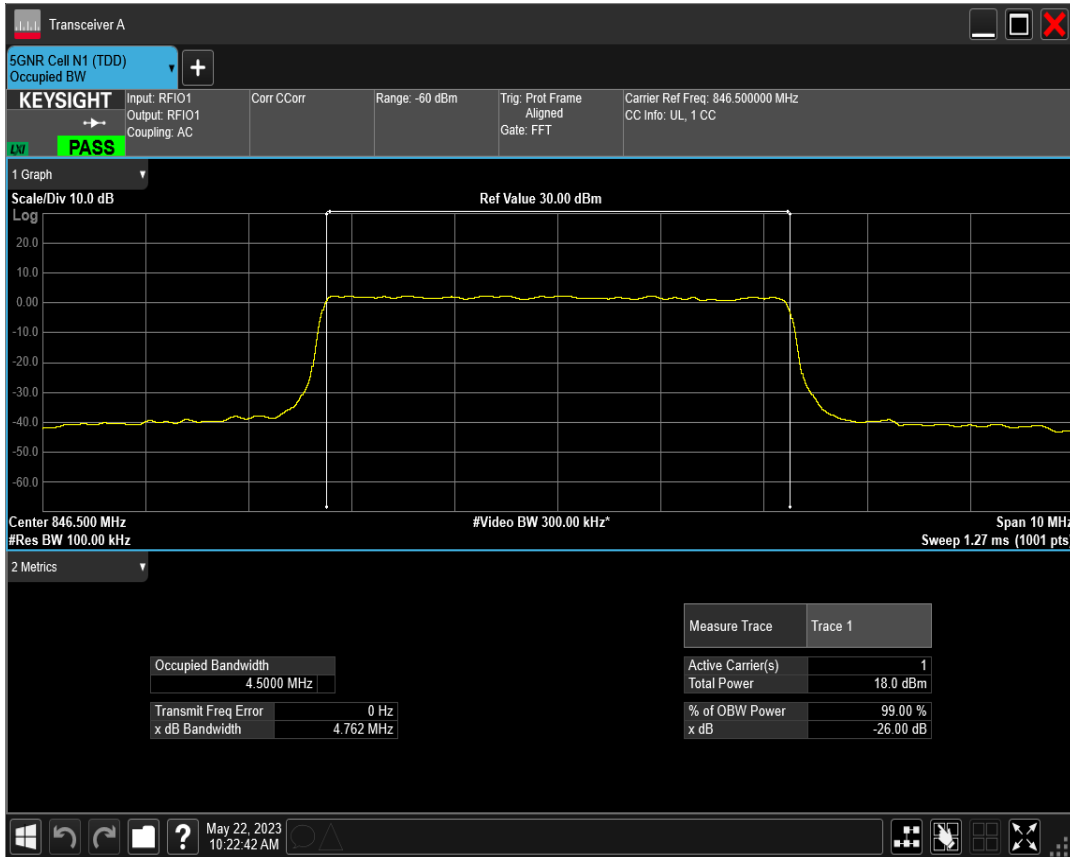 Transceiver A
5GNR Cell N1 (TDD)
Occupied BW
+
KEYSIGHT
LXI
PASS
Input: RFIO1
Output: RFIO1
Coupling: AC
Corr CCorr
Range: -60 dBm
Trig: Prot Frame
Aligned
Gate: FFT
Carrier Ref Freq: 846.500000 MHz
CC Info: UL, 1 CC
1 Graph
Scale/Div 10.0 dB
Ref Value 30.00 dBm
Log
20.0
10.0
0.00
-10.0
-20.0
-30.0
-40.0
-50.0
-60.0
Center 846.500 MHz
#Video BW 300.00 kHz*
Span 10 MHz
#Res BW 100.00 kHz
Sweep 1.27 ms (1001 pts)
2 Metrics
Measure Trace Trace 1
Occupied Bandwidth
4.5000 MHz
Active Carrier(s) 1
Total Power 18.0 dBm
Transmit Freq Error 0 Hz
x dB Bandwidth 4.762 MHz
% of OBW Power 99.00 %
x dB -26.00 dB
?
May 22, 2023
10:22:42 AM